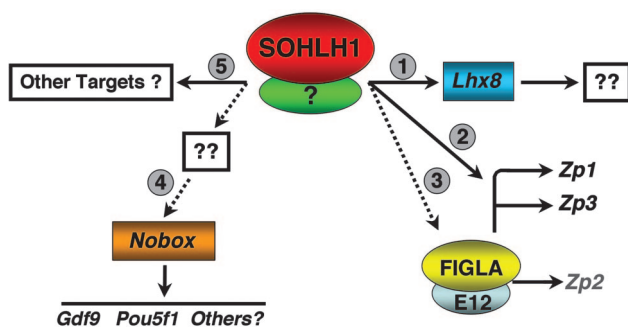 SOHLH1
?
5
1
Other Targets ?
Lhx8
??
2
??
3
4
Zp1
Zp3
Nobox
FIGLA
E12
Zp2
Gdf9 Pou5f1 Others?